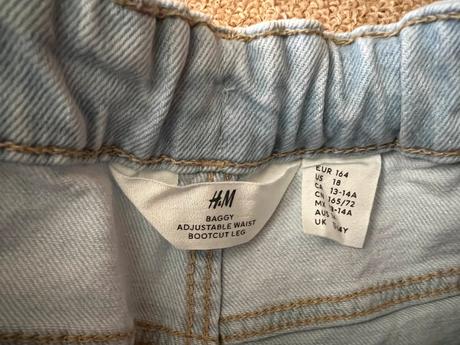 H&M
BAGGY
ADJUSTABLE WAIST
BOOTCUT LEG
EUR 164
US 18
CA 13-14A
CN 165/72
MX 13-14A
AUS
UK